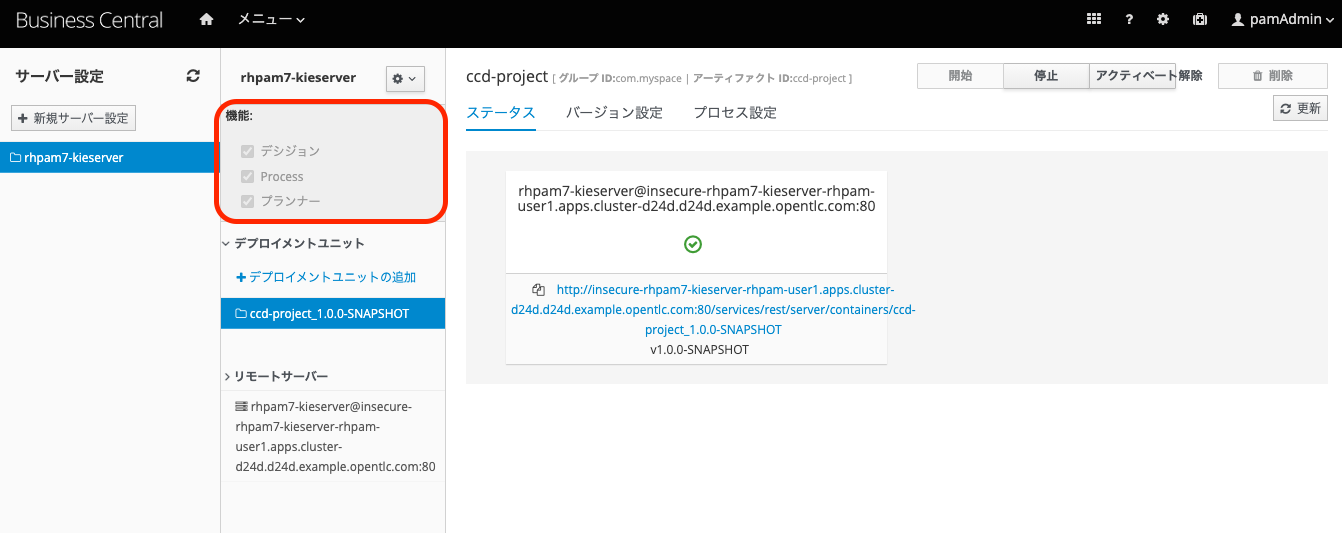 Business Central
メニュー
?
pamAdmin
サーバー設定
新規サーバー設定
rhpam7-kieserver
rhpam7-kieserver
機能:
デシジョン
Process
プランナー
デプロイメントユニット
デプロイメントユニットの追加
ccd-project_1.0.0-SNAPSHOT
リモートサーバー
rhpam7-kieserver@insecure-
rhpam7-kieserver-rhpam-
user1.apps.cluster-
d24d.d24d.example.opentlc.com:80
ccd-project [ グループ ID:com.myspace | アーティファクト ID:ccd-project ]
開始 停止 アクティベート解除 削除
更新
ステータス バージョン設定 プロセス設定
rhpam7-kieserver@insecure-rhpam7-kieserver-rhpam-
user1.apps.cluster-d24d.d24d.example.opentlc.com:80
http://insecure-rhpam7-kieserver-rhpam-user1.apps.cluster-
d24d.d24d.example.opentlc.com:80/services/rest/server/containers/ccd-
project_1.0.0-SNAPSHOT
v1.0.0-SNAPSHOT